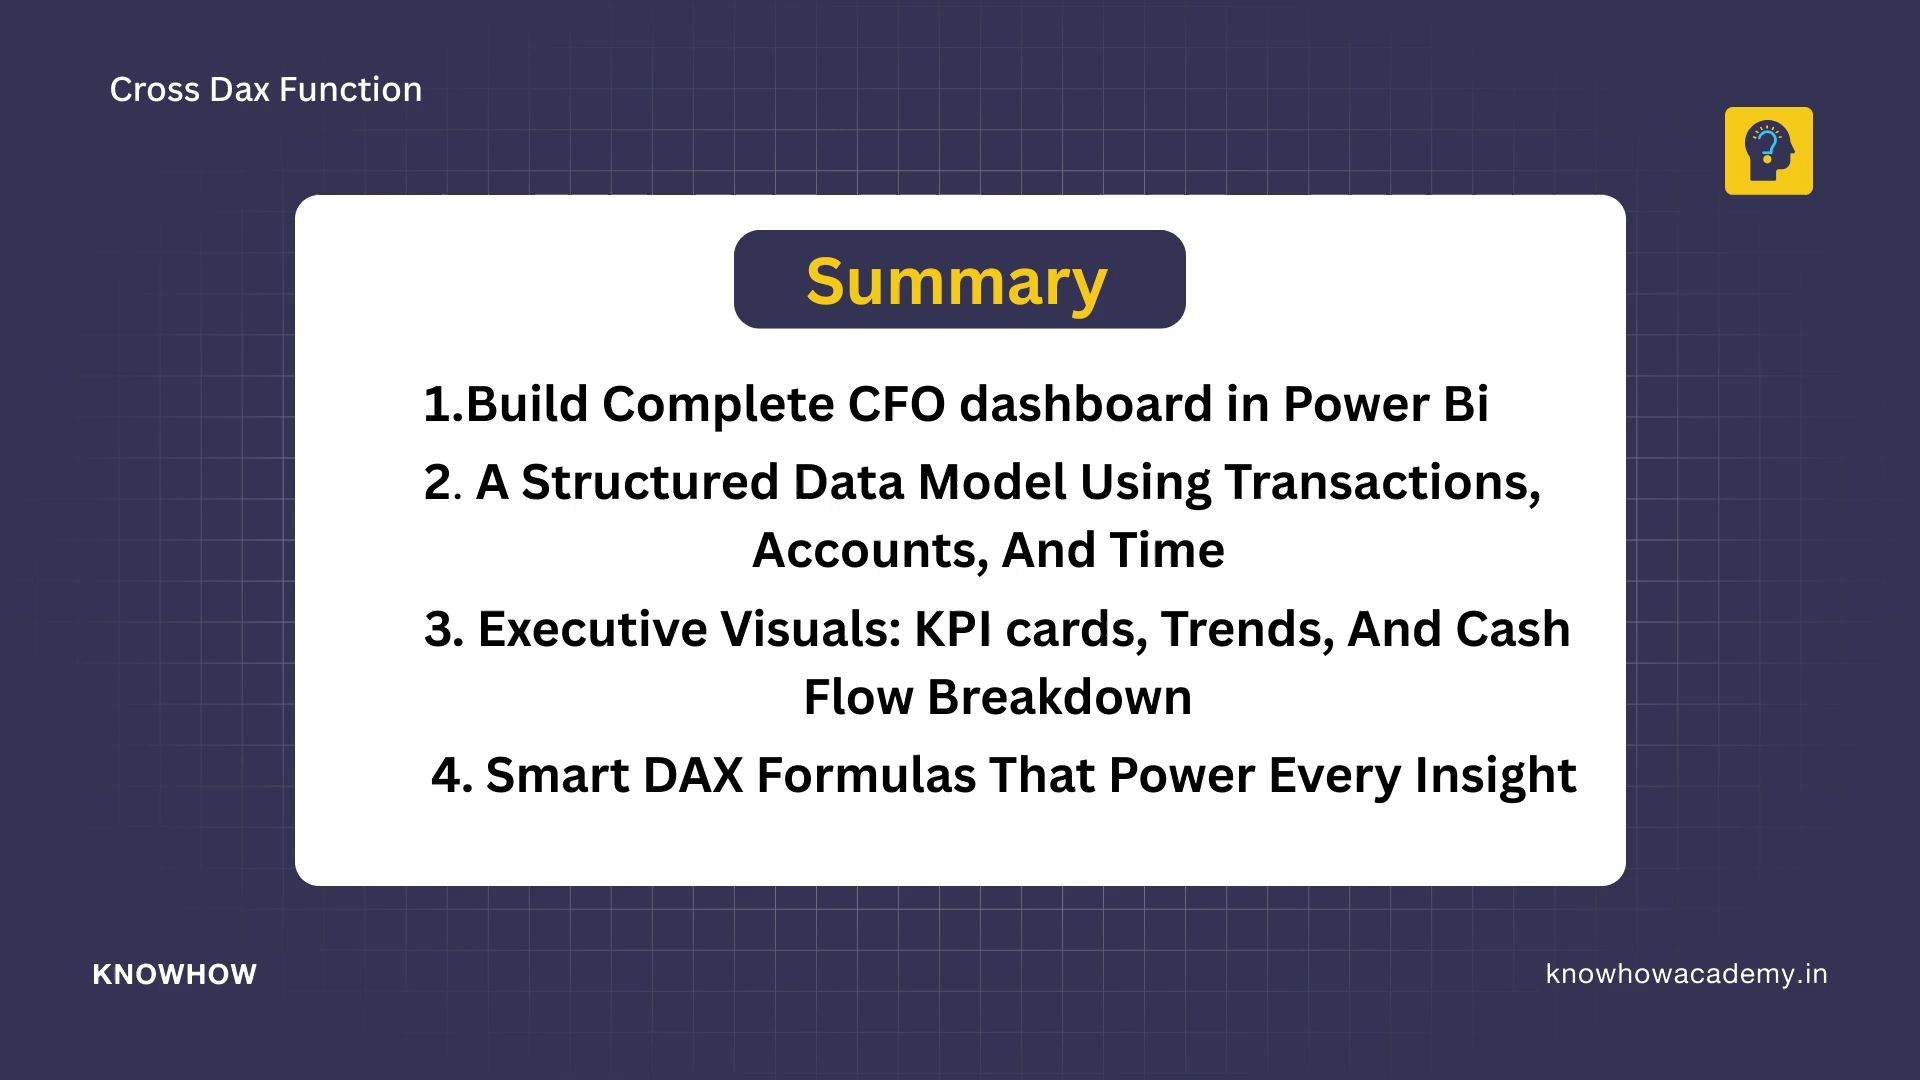 Cross Dax Function
Summary
1.Build Complete CFO dashboard in Power Bi
2. A Structured Data Model Using Transactions,
Accounts, And Time
3. Executive Visuals: KPI cards, Trends, And Cash
Flow Breakdown
4. Smart DAX Formulas That Power Every Insight
KNOWHOW
knowhowacademy.in